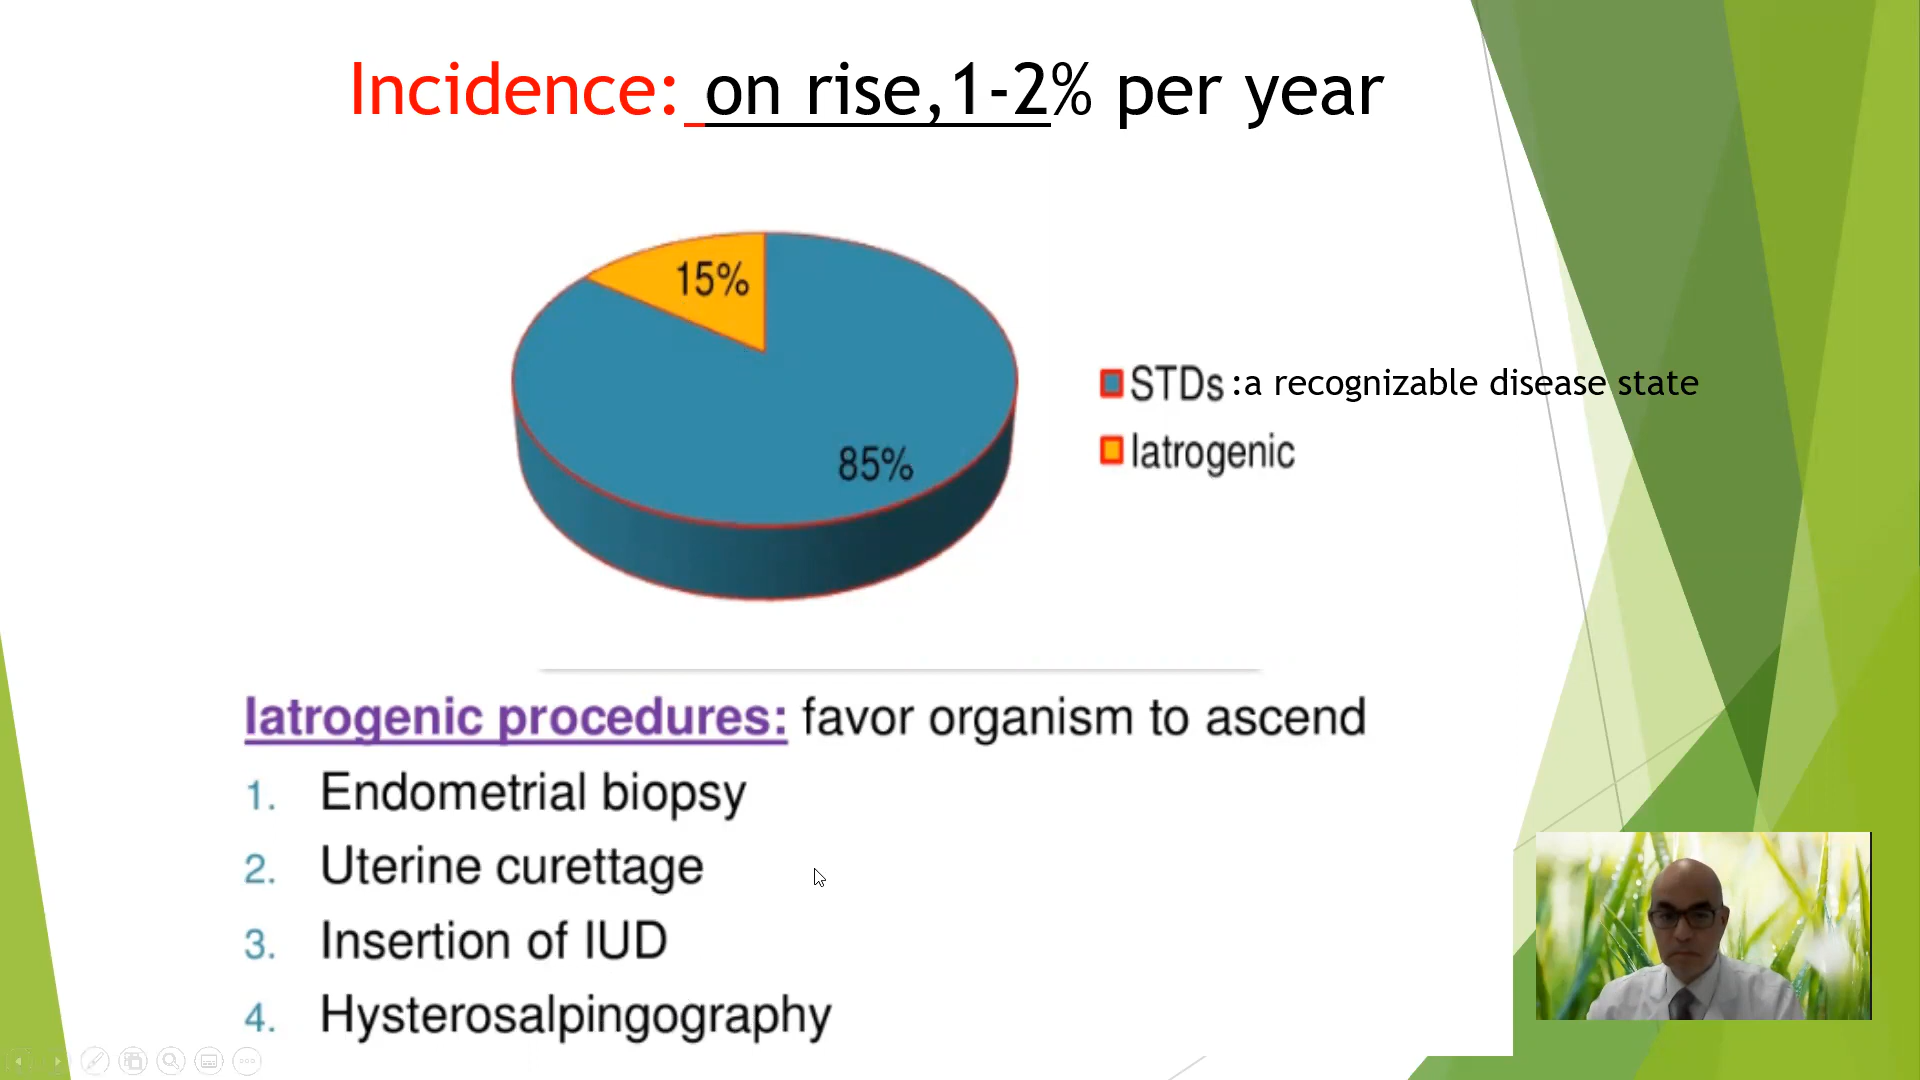 Incidence: on rise,1-2% per year
15%
85%
STDs :a recognizable disease state
Iatrogenic
Iatrogenic procedures: favor organism to ascend
1. Endometrial biopsy
2. Uterine curettage
3. Insertion of IUD
4. Hysterosalpingography